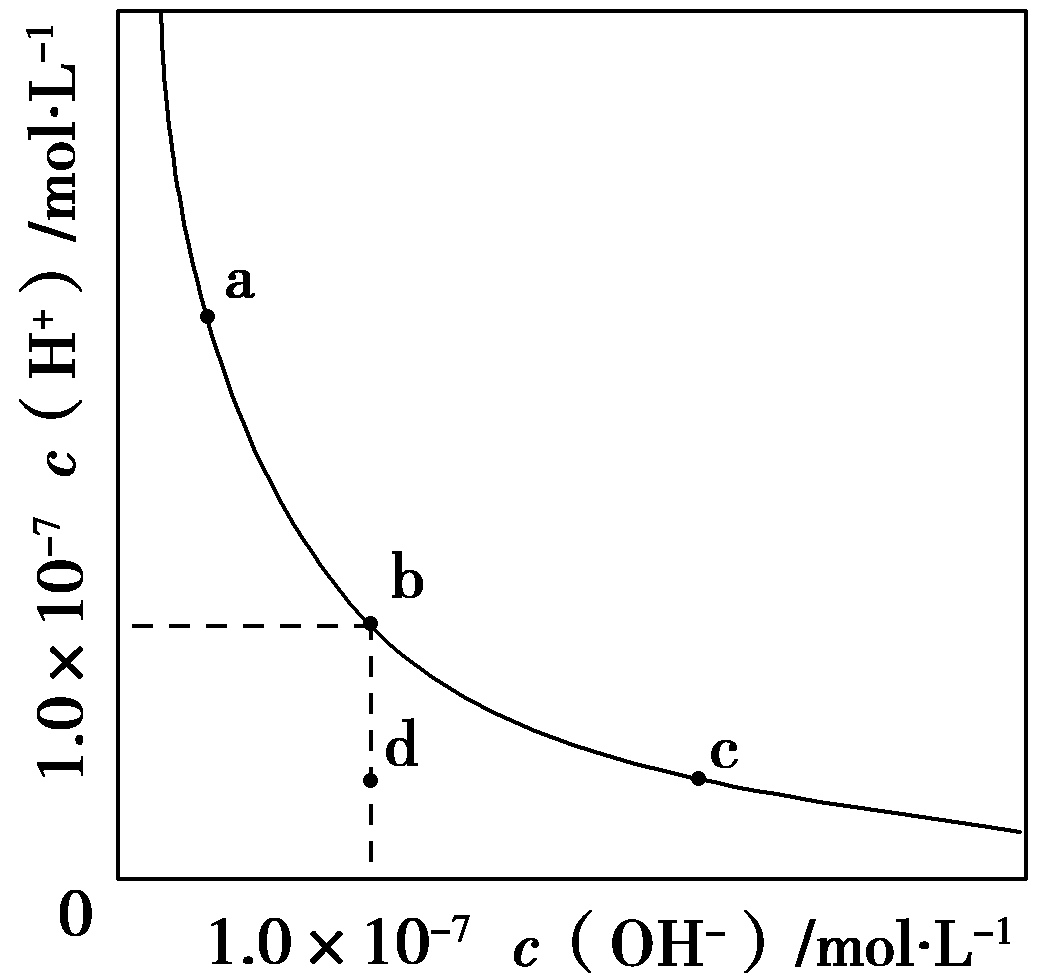 1.0×10⁻⁷ c(H⁺)/mol·L⁻¹
a
b
d
c
0
1.0×10⁻⁷ c(OH⁻)/mol·L⁻¹